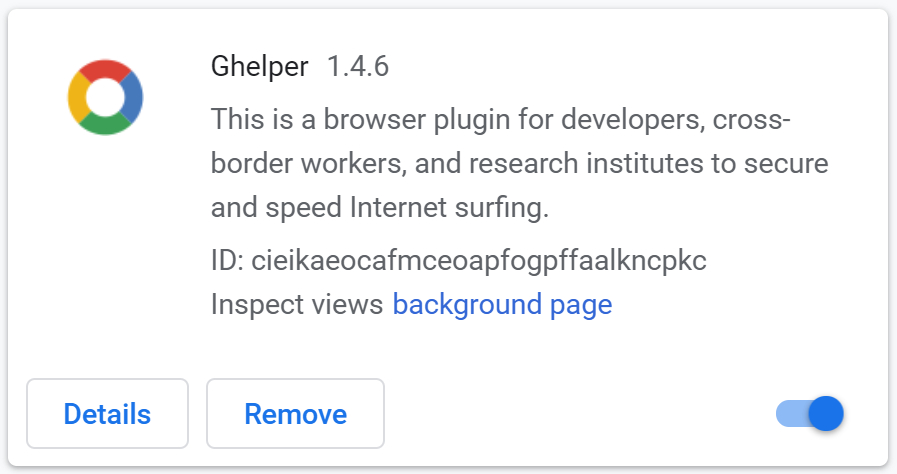 Ghelper 1.4.6
This is a browser plugin for developers, cross-
border workers, and research institutes to secure
and speed Internet surfing.
ID: cieikaeocafmceoapfogpffaalkncpkc
Inspect views background page
Details Remove